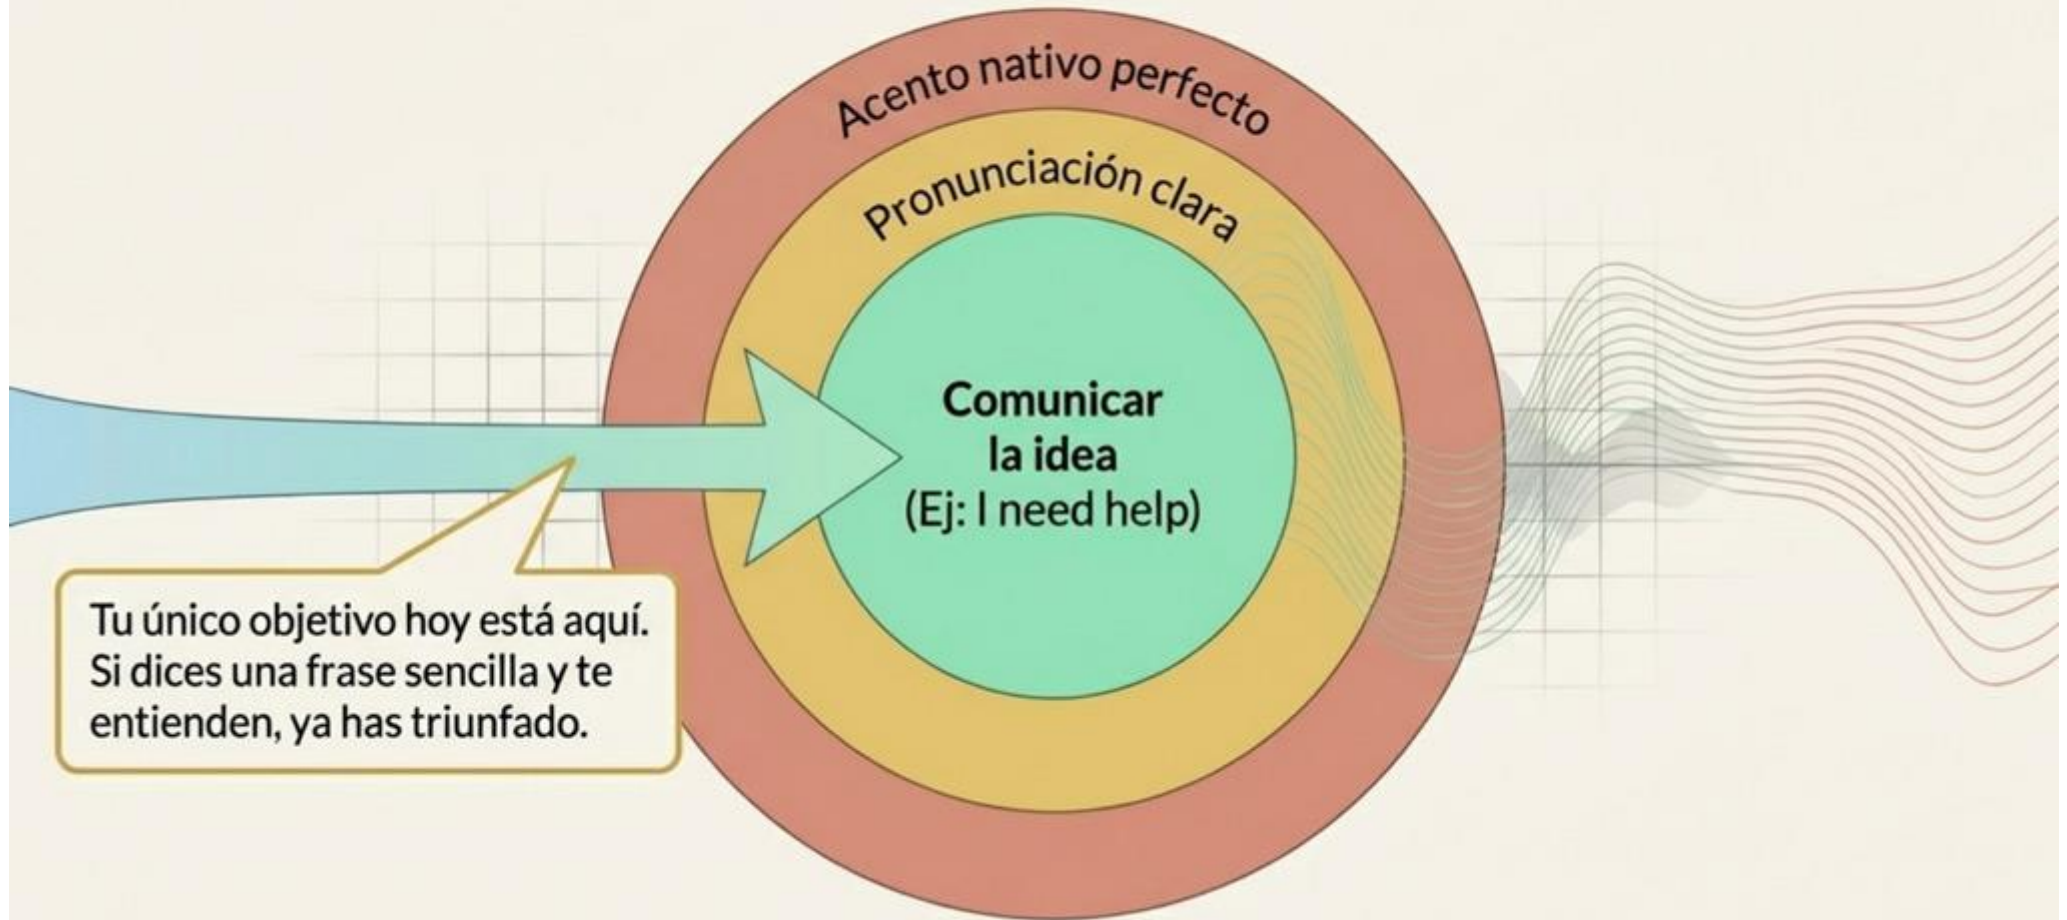 Acento nativo perfecto
Pronunciación clara
Comunicar
la idea
(Ej: I need help)
Tu único objetivo hoy está aquí.
Si dices una frase sencilla y te
entienden, ya has triunfado.